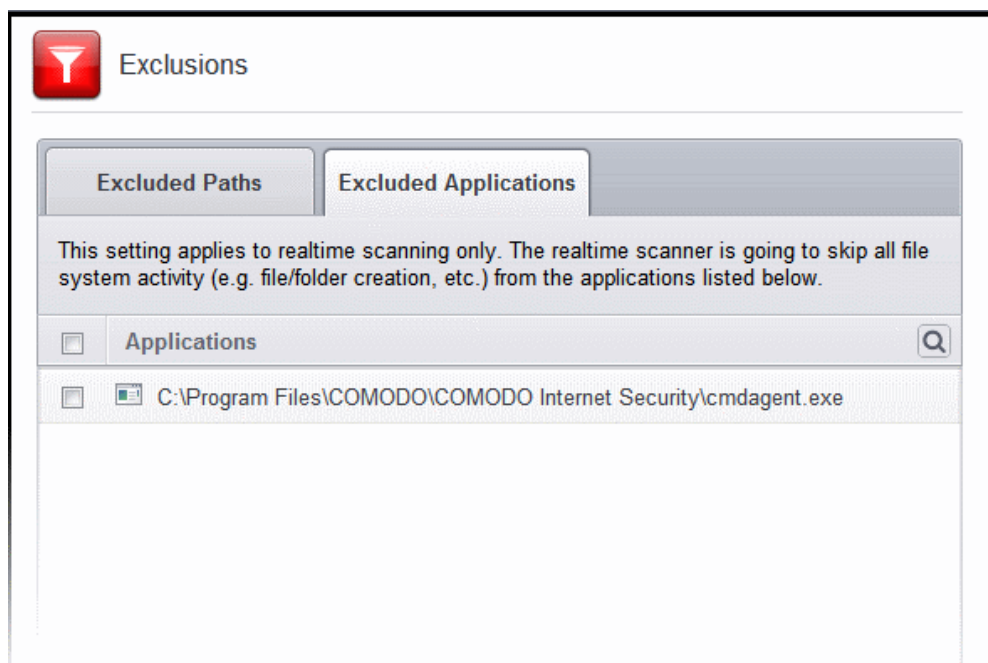 Exclusions
Excluded Paths
Excluded Applications
This setting applies to realtime scanning only. The realtime scanner is going to skip all file
system activity (e.g. file/folder creation, etc.) from the applications listed below.
Applications
C:\Program Files\COMODO\COMODO Internet Security\cmdagent.exe